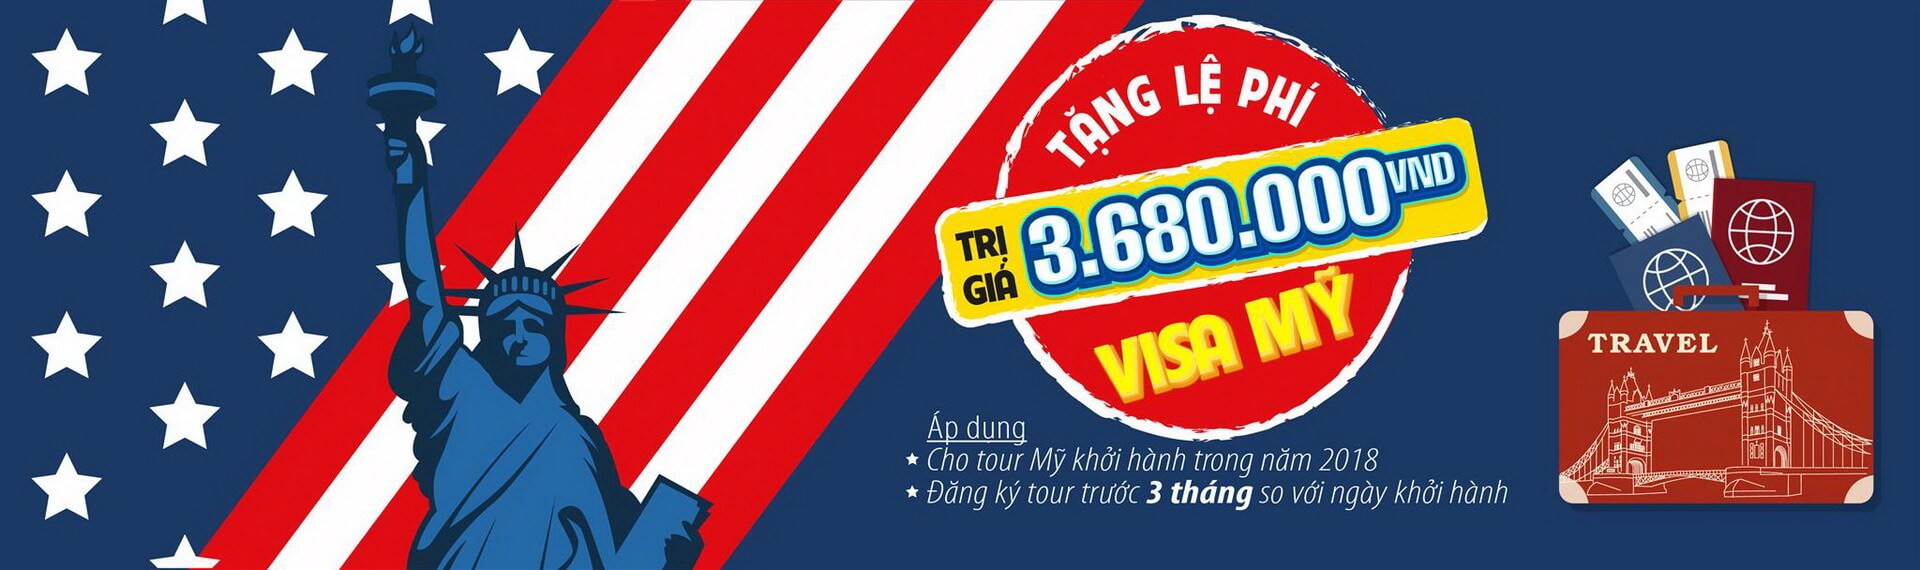 TẶNG LỆ PHÍ
TRỊ GIÁ 3.680.000VND
VISA MỸ
Áp dụng
★ Cho tour Mỹ khởi hành trong năm 2018
★ Đăng ký tour trước 3 tháng so với ngày khởi hành
TRAVEL